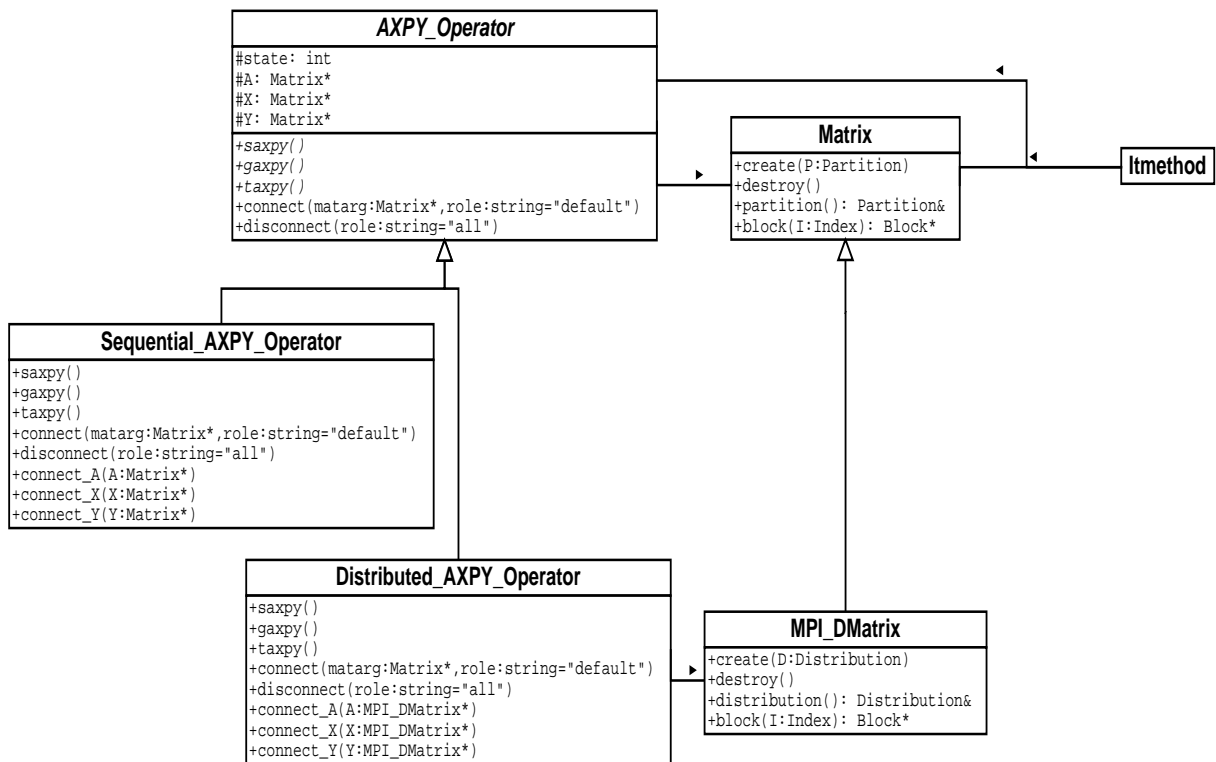 AXPY_Operator
#state: int
#A: Matrix*
#X: Matrix*
#Y: Matrix*
+saxpy()
+gaxpy()
+taxpy()
+connect(matarg:Matrix*,role:string="default")
+disconnect(role:string="all")
Matrix
+create(P:Partition)
+destroy()
+partition(): Partition&
+block(I:Index): Block*
Itmethod
Sequential_AXPY_Operator
+saxpy()
+gaxpy()
+taxpy()
+connect(matarg:Matrix*,role:string="default")
+disconnect(role:string="all")
+connect_A(A:Matrix*)
+connect_X(X:Matrix*)
+connect_Y(Y:Matrix*)
Distributed_AXPY_Operator
+saxpy()
+gaxpy()
+taxpy()
+connect(matarg:Matrix*,role:string="default")
+disconnect(role:string="all")
+connect_A(A:MPI_DMatrix*)
+connect_X(X:MPI_DMatrix*)
+connect_Y(Y:MPI_DMatrix*)
MPI_DMatrix
+create(D:Distribution)
+destroy()
+distribution(): Distribution&
+block(I:Index): Block*